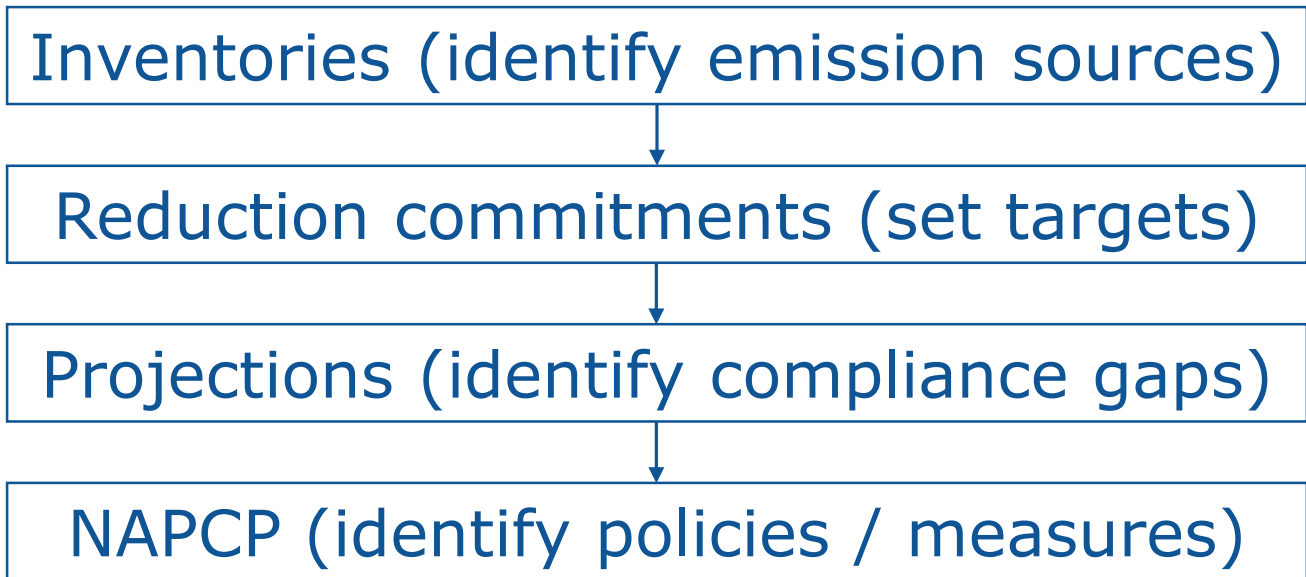 Inventories (identify emission sources)
Reduction commitments (set targets)
Projections (identify compliance gaps)
NAPCP (identify policies / measures)